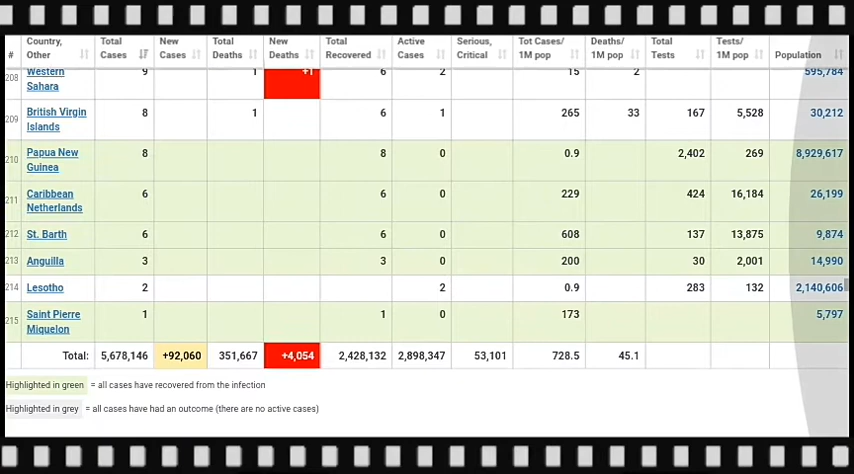 # Country, Other Total Cases New Cases Total Deaths New Deaths Total Recovered Active Cases Serious, Critical Tot Cases/ 1M pop Deaths/ 1M pop Total Tests Tests/ 1M pop Population
208 Western Sahara 9 1 +1 6 2 15 2 595,784
209 British Virgin Islands 8 1 6 1 265 33 167 5,528 30,212
210 Papua New Guinea 8 8 0 0.9 2,402 269 8,929,617
211 Caribbean Netherlands 6 6 0 229 424 16,184 26,199
212 St. Barth 6 6 0 608 137 13,875 9,874
213 Anguilla 3 3 0 200 30 2,001 14,990
214 Lesotho 2 2 0.9 283 132 2,140,606
215 Saint Pierre Miquelon 1 1 0 173 5,797
Total: 5,678,146 +92,060 351,667 +4,054 2,428,132 2,898,347 53,101 728.5 45.1
Highlighted in green = all cases have recovered from the infection
Highlighted in grey = all cases have had an outcome (there are no active cases)